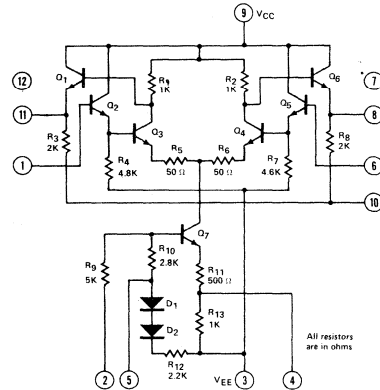 9 VCC
12 Q1 R1 1K R2 1K Q6 7
11 Q2 Q5 8
R3 2K Q3 Q4 R8 2K
1 R4 4.8K R5 50 Ω R6 50 Ω R7 4.6K 6
10
Q7
R9 5K R10 2.8K R11 500 Ω
D1 R13 1K
D2 All resistors
are in ohms
R12 2.2K
2 5 VEE 3 4